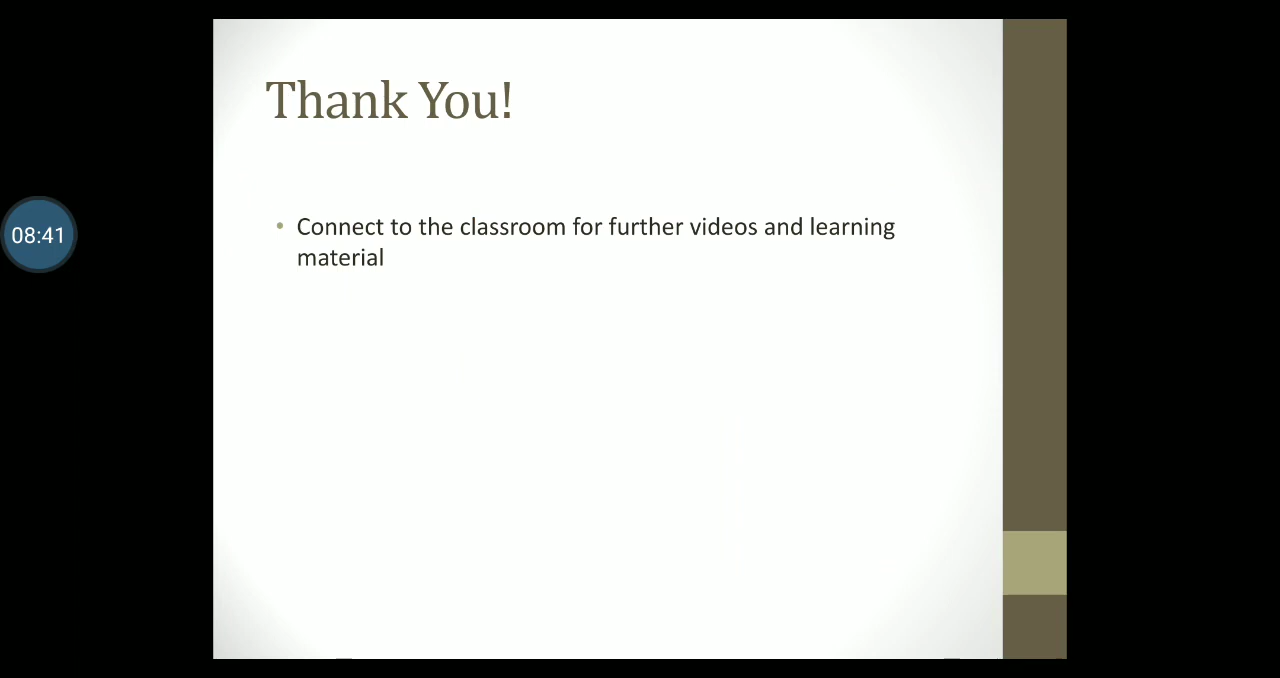 Thank You!
08:41
• Connect to the classroom for further videos and learning
material